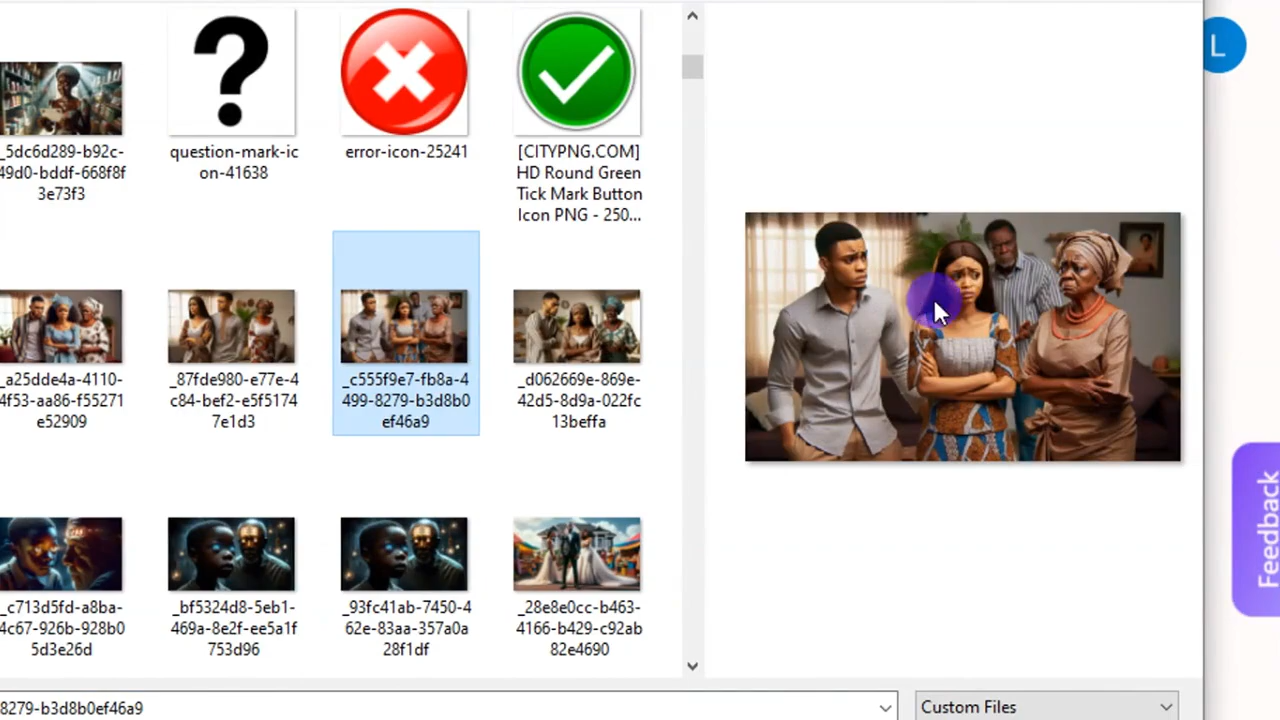 L
_5dc6d289-b92c-
49d0-bddf-668f8f
3e73f3
question-mark-ic
on-41638
error-icon-25241
[CITYPNG.COM]
HD Round Green
Tick Mark Button
Icon PNG - 250...
_a25dde4a-4110-
4f53-aa86-f55271
e52909
_87fde980-e77e-4
c84-bef2-e5f5174
7e1d3
_c555f9e7-fb8a-4
499-8279-b3d8b0
ef46a9
_d062669e-869e-
42d5-8d9a-022fc
13beffa
Feedback
_c713d5fd-a8ba-
4c67-926b-928b0
5d3e26d
_bf5324d8-5eb1-
469a-8e2f-ee5a1f
753d96
_93fc41ab-7450-4
62e-83aa-357a0a
28f1df
_28e8e0cc-b463-
4166-b429-c92ab
82e4690
8279-b3d8b0ef46a9
Custom Files